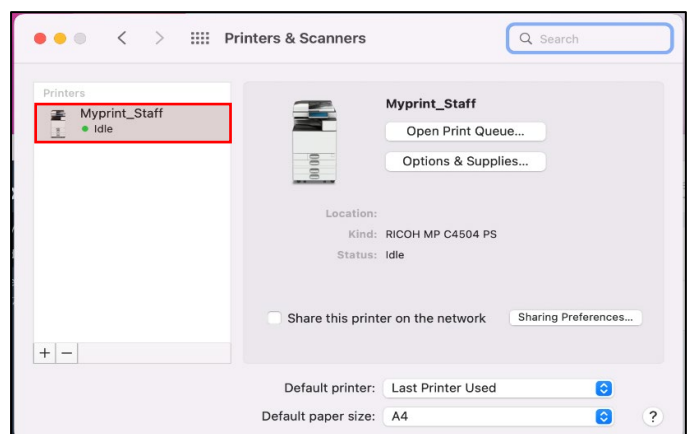 Printers & Scanners
Search
Printers
Myprint_Staff
Idle
Myprint_Staff
Open Print Queue...
Options & Supplies...
Location:
Kind: RICOH MP C4504 PS
Status: Idle
Share this printer on the network
Sharing Preferences...
+ −
Default printer: Last Printer Used
Default paper size: A4
?